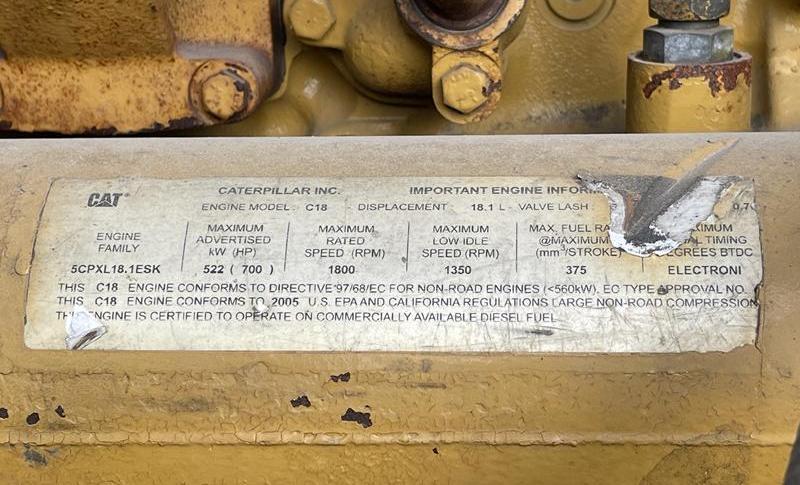 CAT® CATERPILLAR INC. IMPORTANT ENGINE
ENGINE MODEL: C18 DISPLACEMENT: 18.1 L - VALVE LASH:
ENGINE FAMILY
MAXIMUM ADVERTISED kW (HP)
MAXIMUM RATED SPEED (RPM)
MAXIMUM LOW IDLE SPEED (RPM)
MAX. FUEL @MAXIMUM (mm³/STROKE)
TIMING BTDC
5CPXL18.1ESK 522 ( 700 ) 1800 1350 375 ELECTRONI
THIS C18 ENGINE CONFORMS TO DIRECTIVE 97/68/EC FOR NON-ROAD ENGINES (<560kW). EC TYPE APPROVAL NO.
THIS C18 ENGINE CONFORMS TO 2005 U.S. EPA AND CALIFORNIA REGULATIONS LARGE NON-ROAD COMPRESSION
ENGINE IS CERTIFIED TO OPERATE ON COMMERCIALLY AVAILABLE DIESEL FUEL